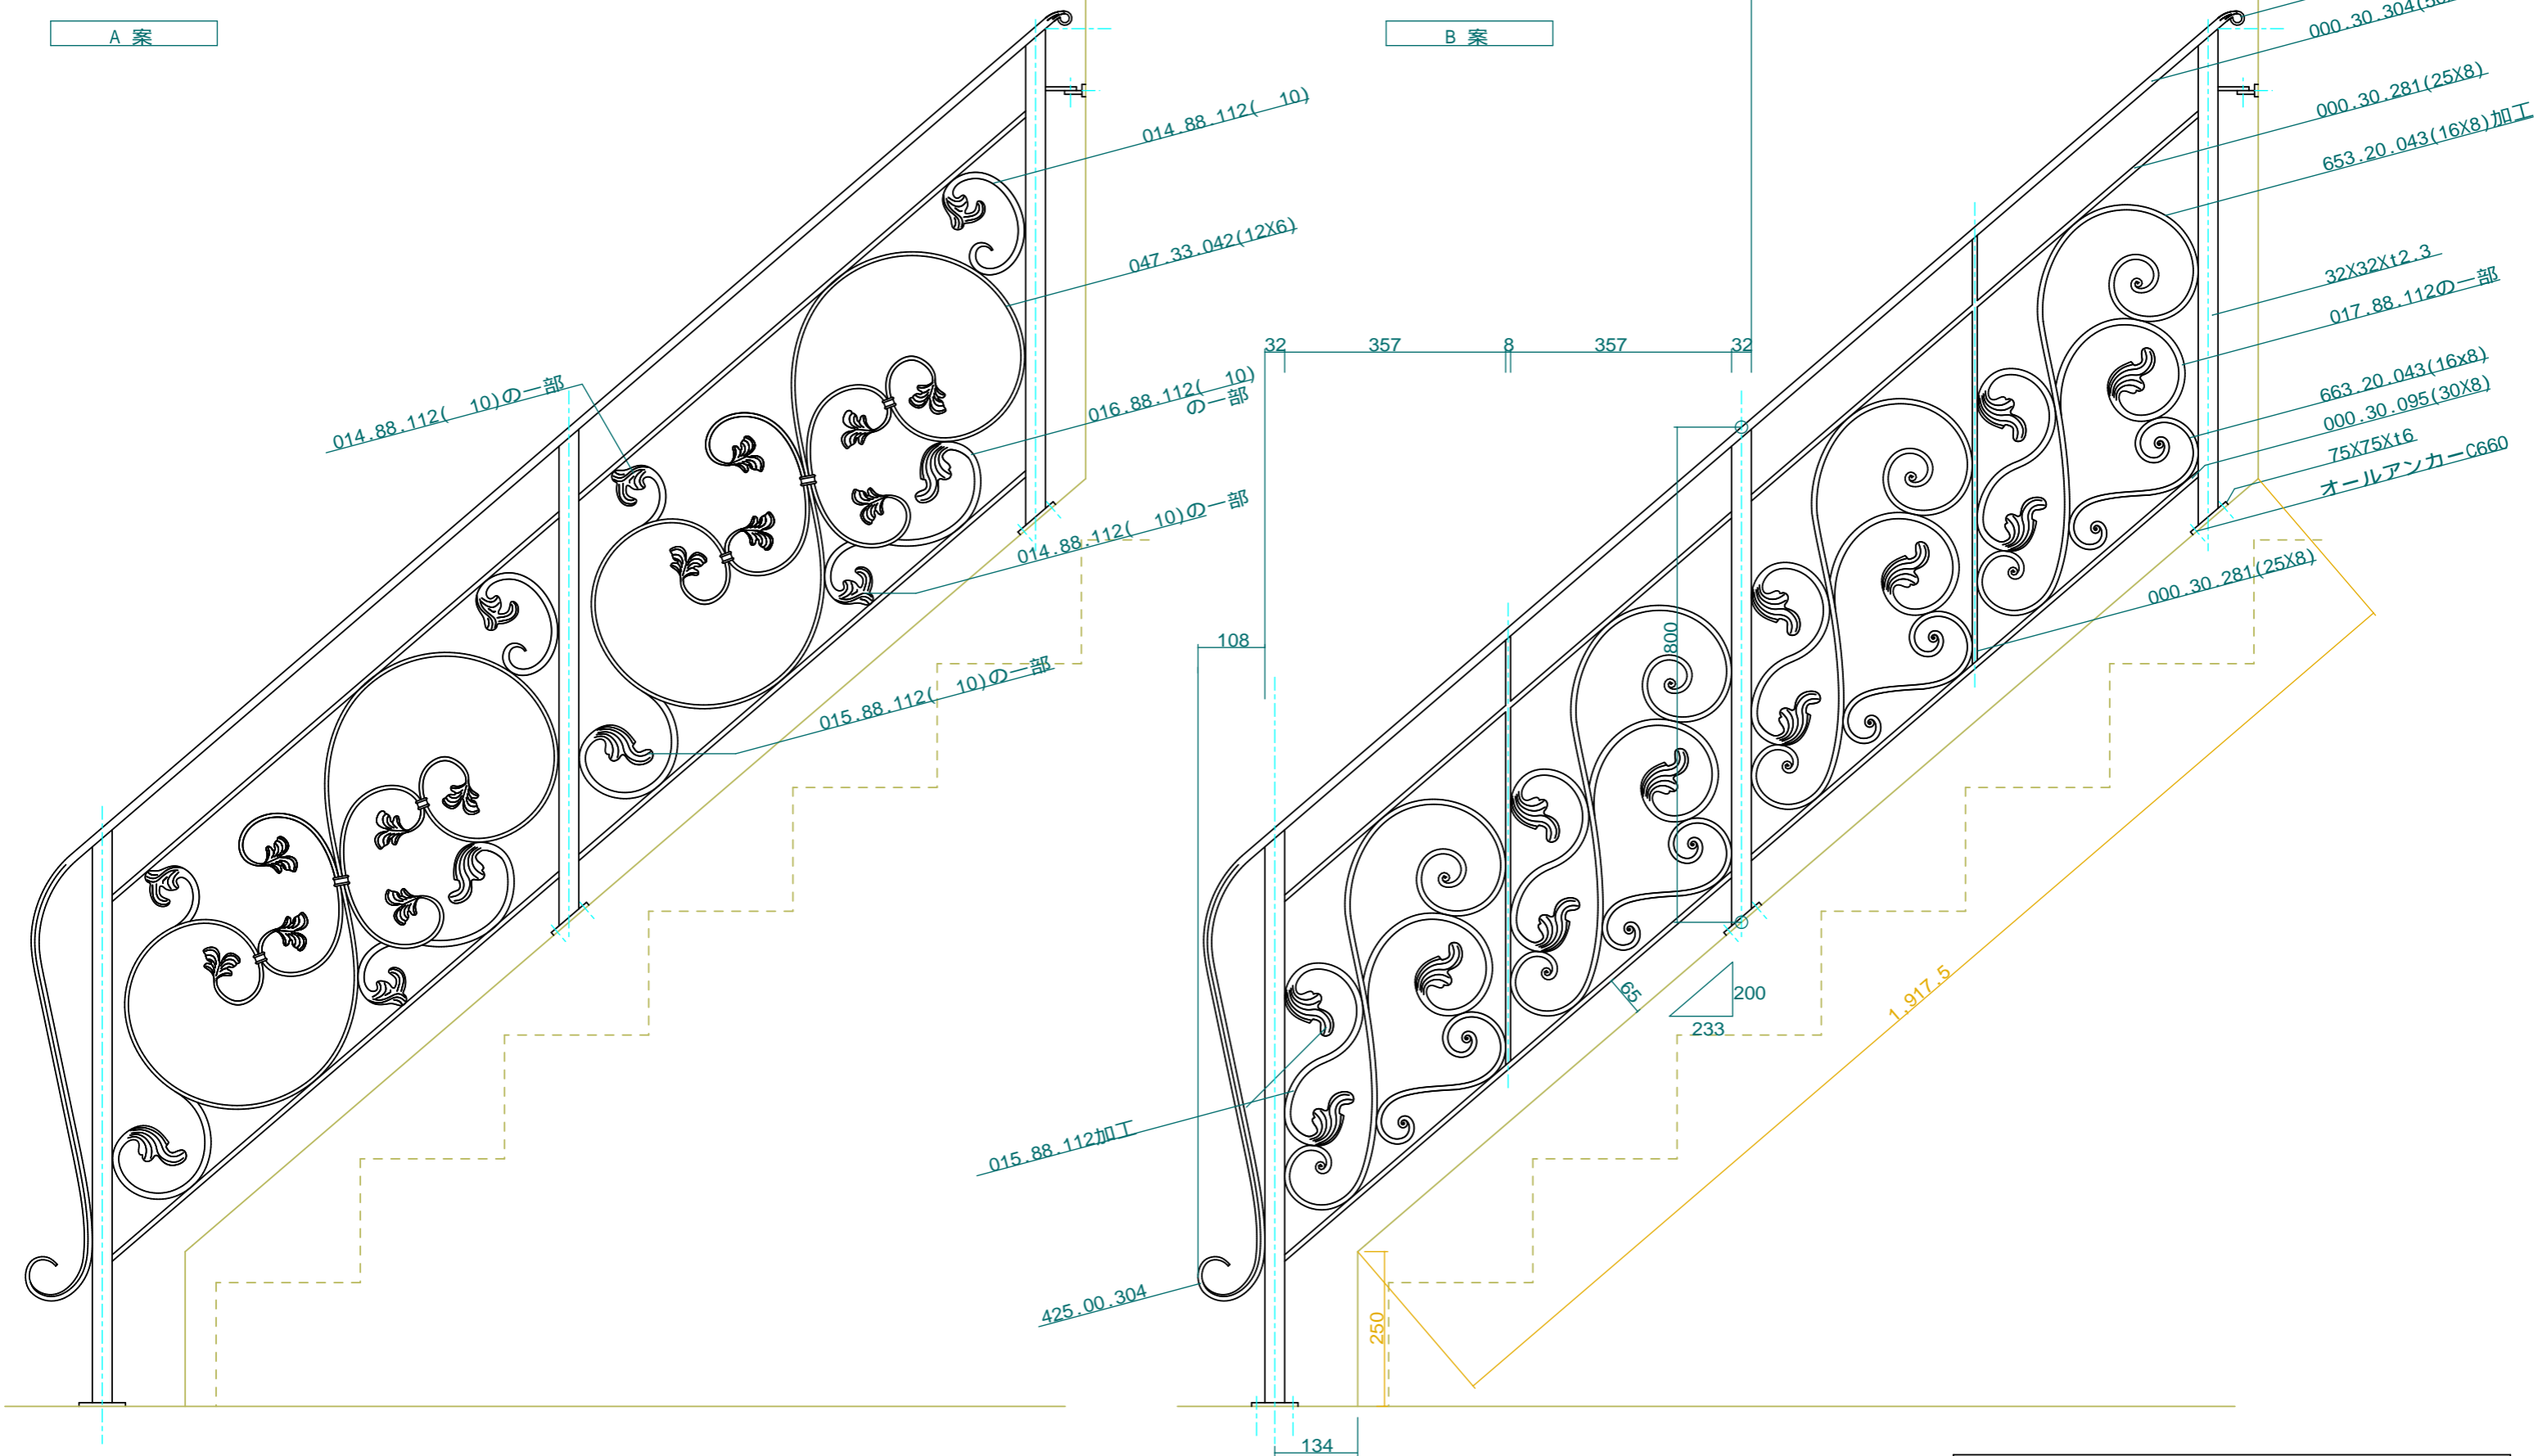 A 案
014.88.112( 10)
047.33.042(12X6)
014.88.112( 10)の一部
016.88.112( 10)
の一部
014.88.112( 10)の一部
015.88.112( 10)の一部
B 案
000.30.304(
000.30.281(25X8)
653.20.043(16X8)加工
32X32Xt2.3
017.88.112の一部
663.20.043(16x8)
000.30.095(30X8)
75X75Xt6
オールアンカーC660
000.30.281(25X8)
32
357
8
357
32
800
108
65
200
233
1,917.5
015.88.112加工
425.00.304
250
134